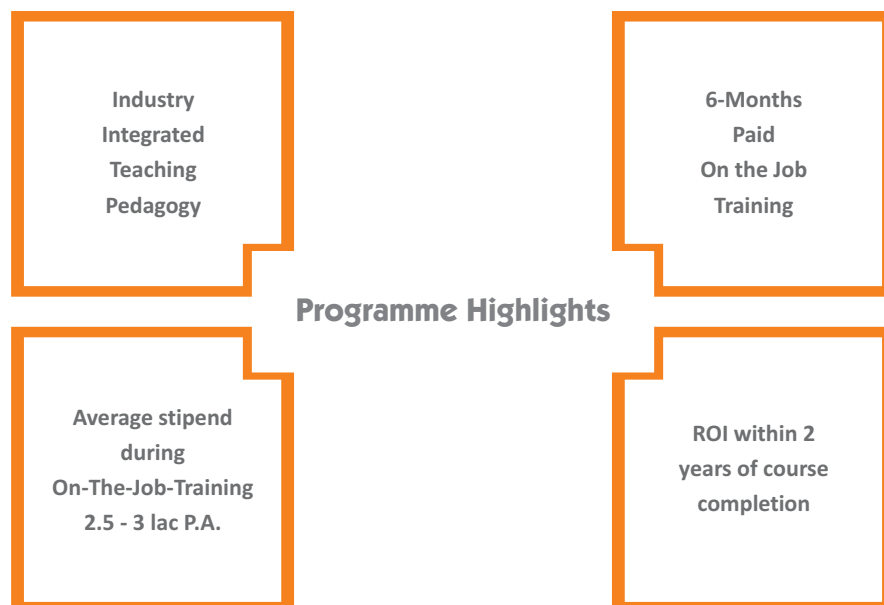 Industry
Integrated
Teaching
Pedagogy
6-Months
Paid
On the Job
Training
Programme Highlights
Average stipend
during
On-The-Job-Training
2.5 - 3 lac P.A.
ROI within 2
years of course
completion